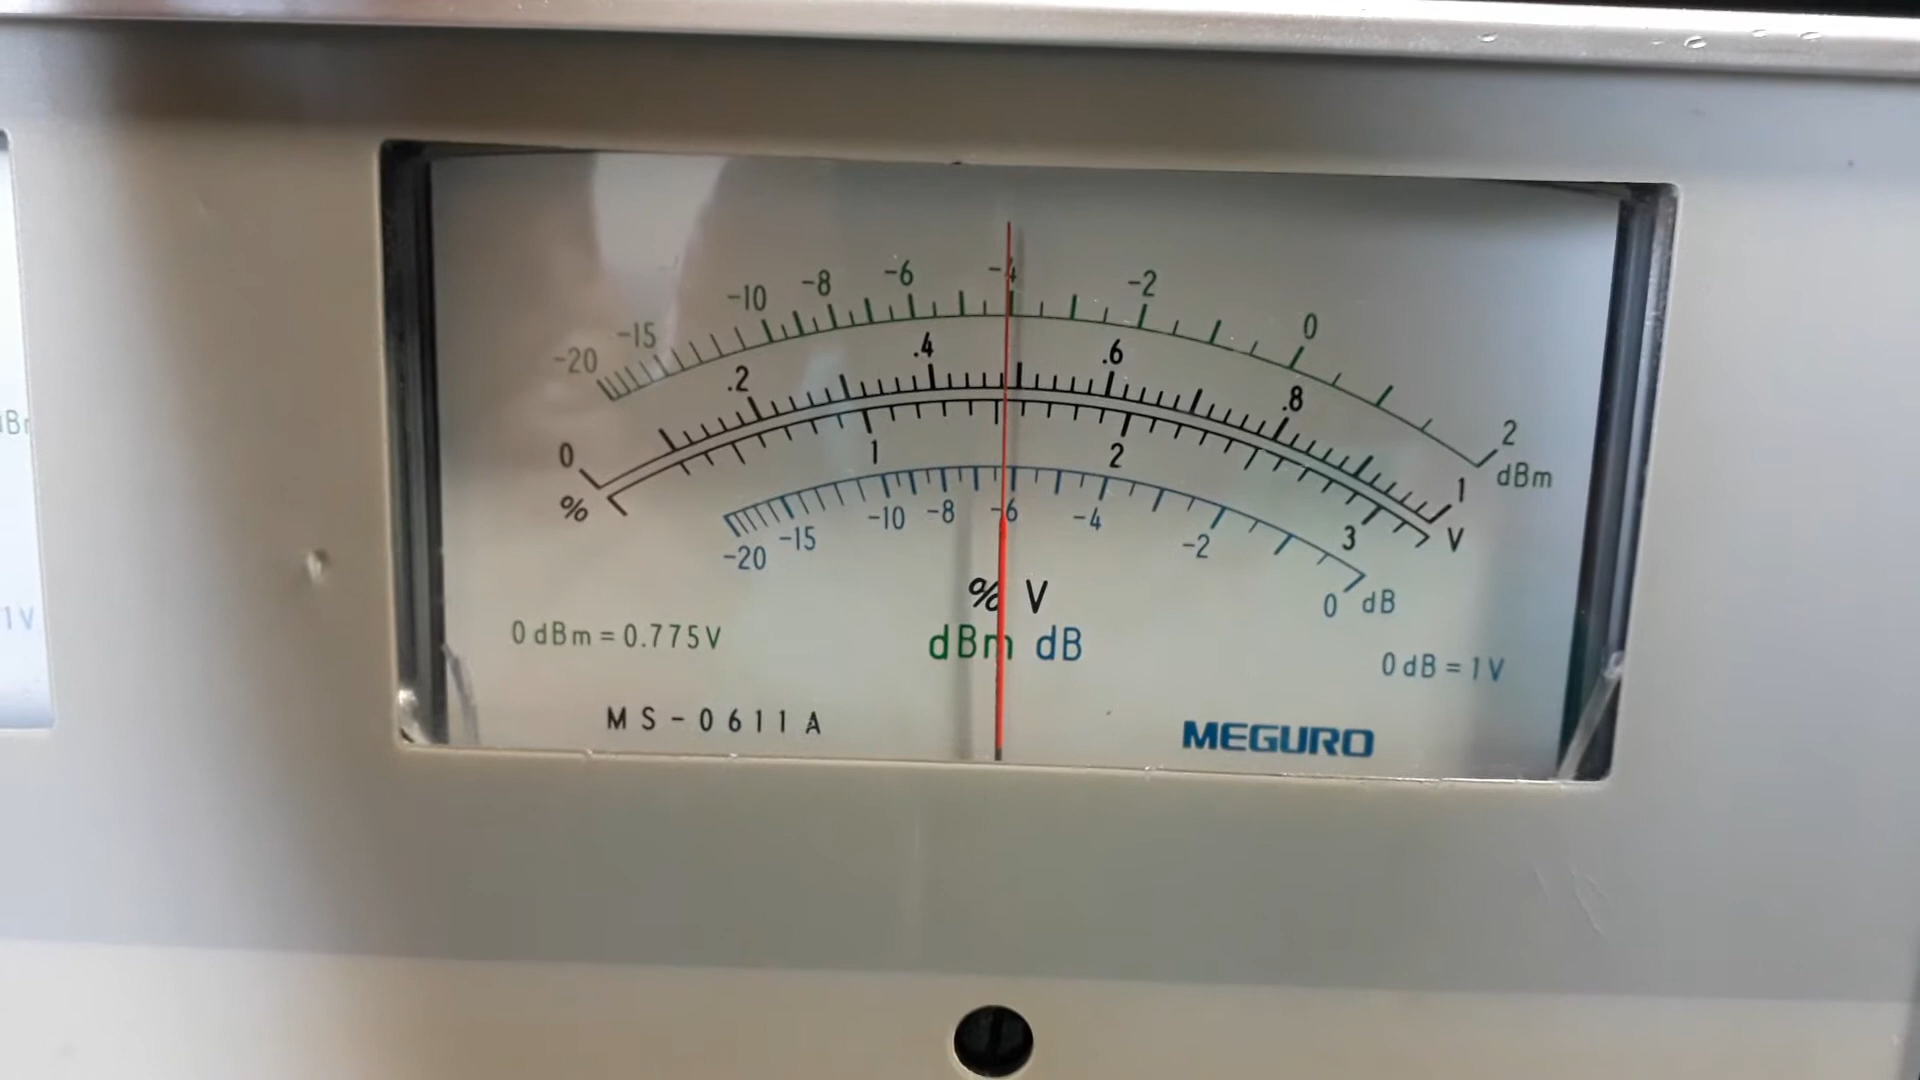 -20 -15 -10 -8 -6 -4 -2 0 2 dBm
0 .2 .4 .6 .8 1 V
% 1 2 3
-20 -15 -10 -8 -6 -4 -2 0 dB
% V
dBm dB
0 dBm = 0.775V
0 dB = 1V
MS-0611A
MEGURO
1V